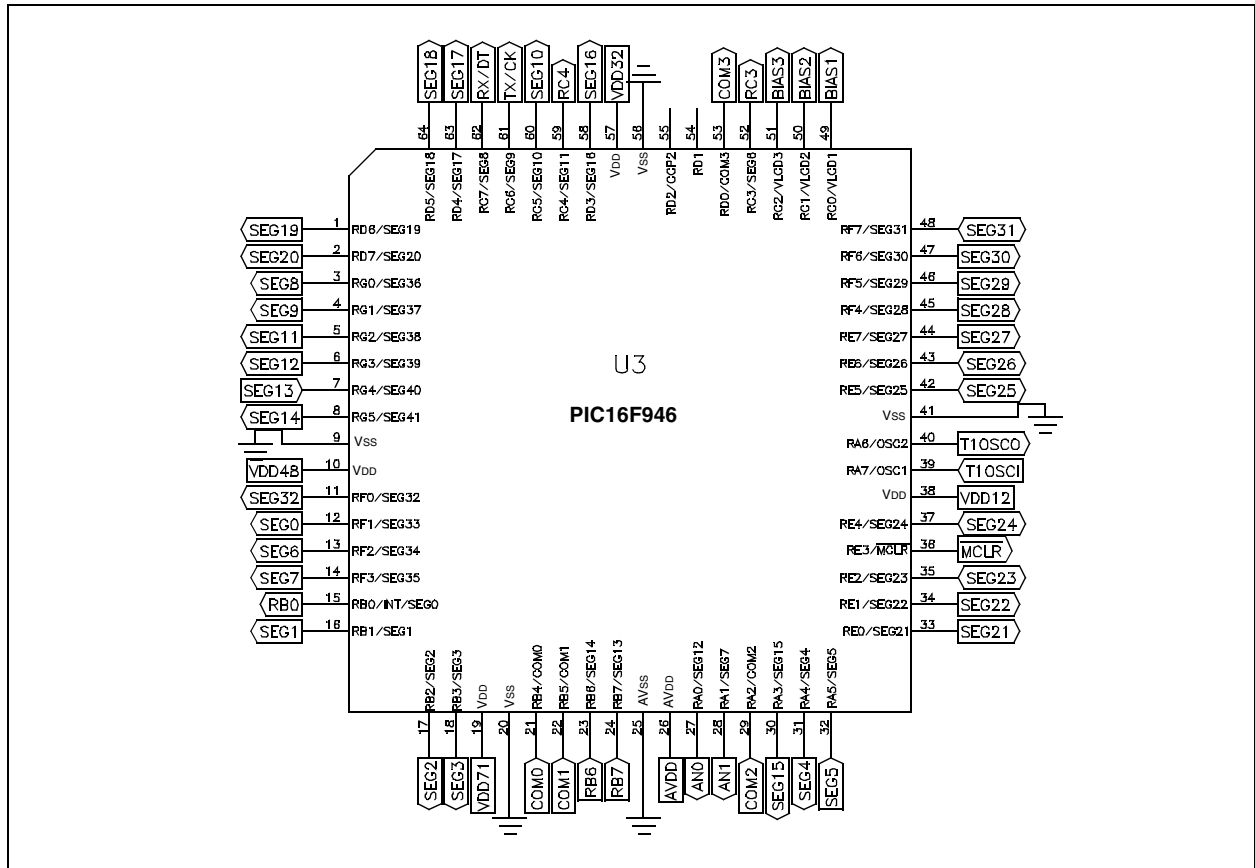 SEG18 SEG17 RX/DT TX/CK SEG10 RC4 SEG16 VDD32 COM3 RC3 BIAS3 BIAS2 BIAS1
64 63 62 61 60 59 58 57 56 55 54 53 52 51 50 49
RD5/SEG18 RD4/SEG17 RC7/SEG8 RC6/SEG9 RC5/SEG10 RC4/SEG11 RD3/SEG16 VDD VSS RD2/CCP2 RD1 RD0/COM3 RC3/SEG6 RC2/VLCD3 RC1/VLCD2 RC0/VLCD1
SEG19 1 RD6/SEG19 RF7/SEG31 48 SEG31
SEG20 2 RD7/SEG20 RF6/SEG30 47 SEG30
SEG8 3 RG0/SEG36 RF5/SEG29 46 SEG29
SEG9 4 RG1/SEG37 RF4/SEG28 45 SEG28
SEG11 5 RG2/SEG38 RE7/SEG27 44 SEG27
SEG12 6 RG3/SEG39 RE6/SEG26 43 SEG26
U3
SEG13 7 RG4/SEG40 RE5/SEG25 42 SEG25
SEG14 8 RG5/SEG41 PIC16F946 VSS 41
9 VSS RA6/OSC2 40 T1OSCO
VDD48 10 VDD RA7/OSC1 39 T1OSCI
SEG32 11 RF0/SEG32 VDD 38 VDD12
SEG0 12 RF1/SEG33 RE4/SEG24 37 SEG24
SEG6 13 RF2/SEG34 RE3/MCLR 36 MCLR
SEG7 14 RF3/SEG35 RE2/SEG23 35 SEG23
RB0 15 RB0/INT/SEG0 RE1/SEG22 34 SEG22
SEG1 16 RB1/SEG1 RE0/SEG21 33 SEG21
RB2/SEG2 RB3/SEG3 VDD VSS RB4/COM0 RB5/COM1 RB6/SEG14 RB7/SEG13 AVSS AVDD RA0/SEG12 RA1/SEG7 RA2/COM2 RA3/SEG15 RA4/SEG4 RA5/SEG5
17 18 19 20 21 22 23 24 25 26 27 28 29 30 31 32
SEG2 SEG3 VDD71 COM0 COM1 RB6 RB7 AVDD AN0 AN1 COM2 SEG15 SEG4 SEG5